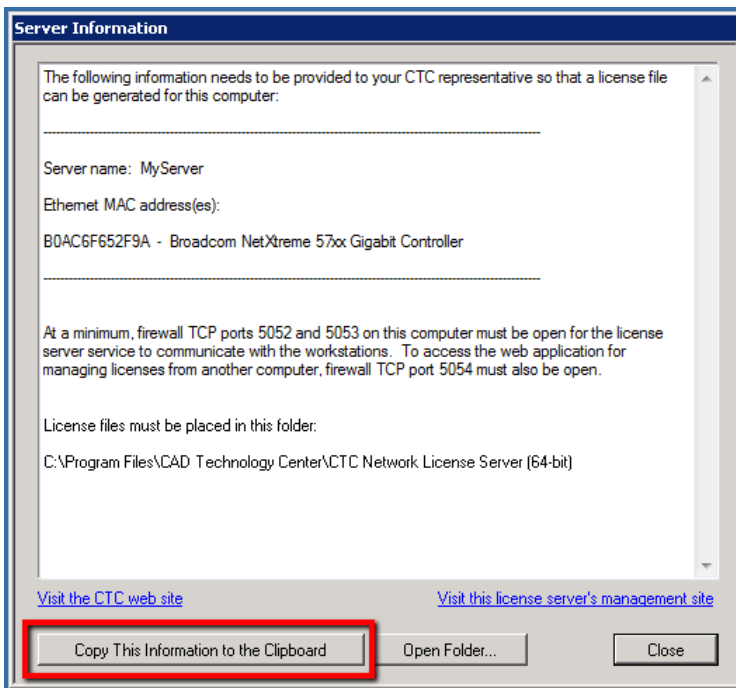 Server Information
The following information needs to be provided to your CTC representative so that a license file
can be generated for this computer:
Server name:  MyServer
Ethernet MAC address(es):
B0AC6F652F9A  -  Broadcom NetXtreme 57xx Gigabit Controller
At a minimum, firewall TCP ports 5052 and 5053 on this computer must be open for the license
server service to communicate with the workstations.  To access the web application for
managing licenses from another computer, firewall TCP port 5054 must also be open.
License files must be placed in this folder:
C:\Program Files\CAD Technology Center\CTC Network License Server (64-bit)
Visit the CTC web site
Visit this license server's management site
Copy This Information to the Clipboard
Open Folder...
Close